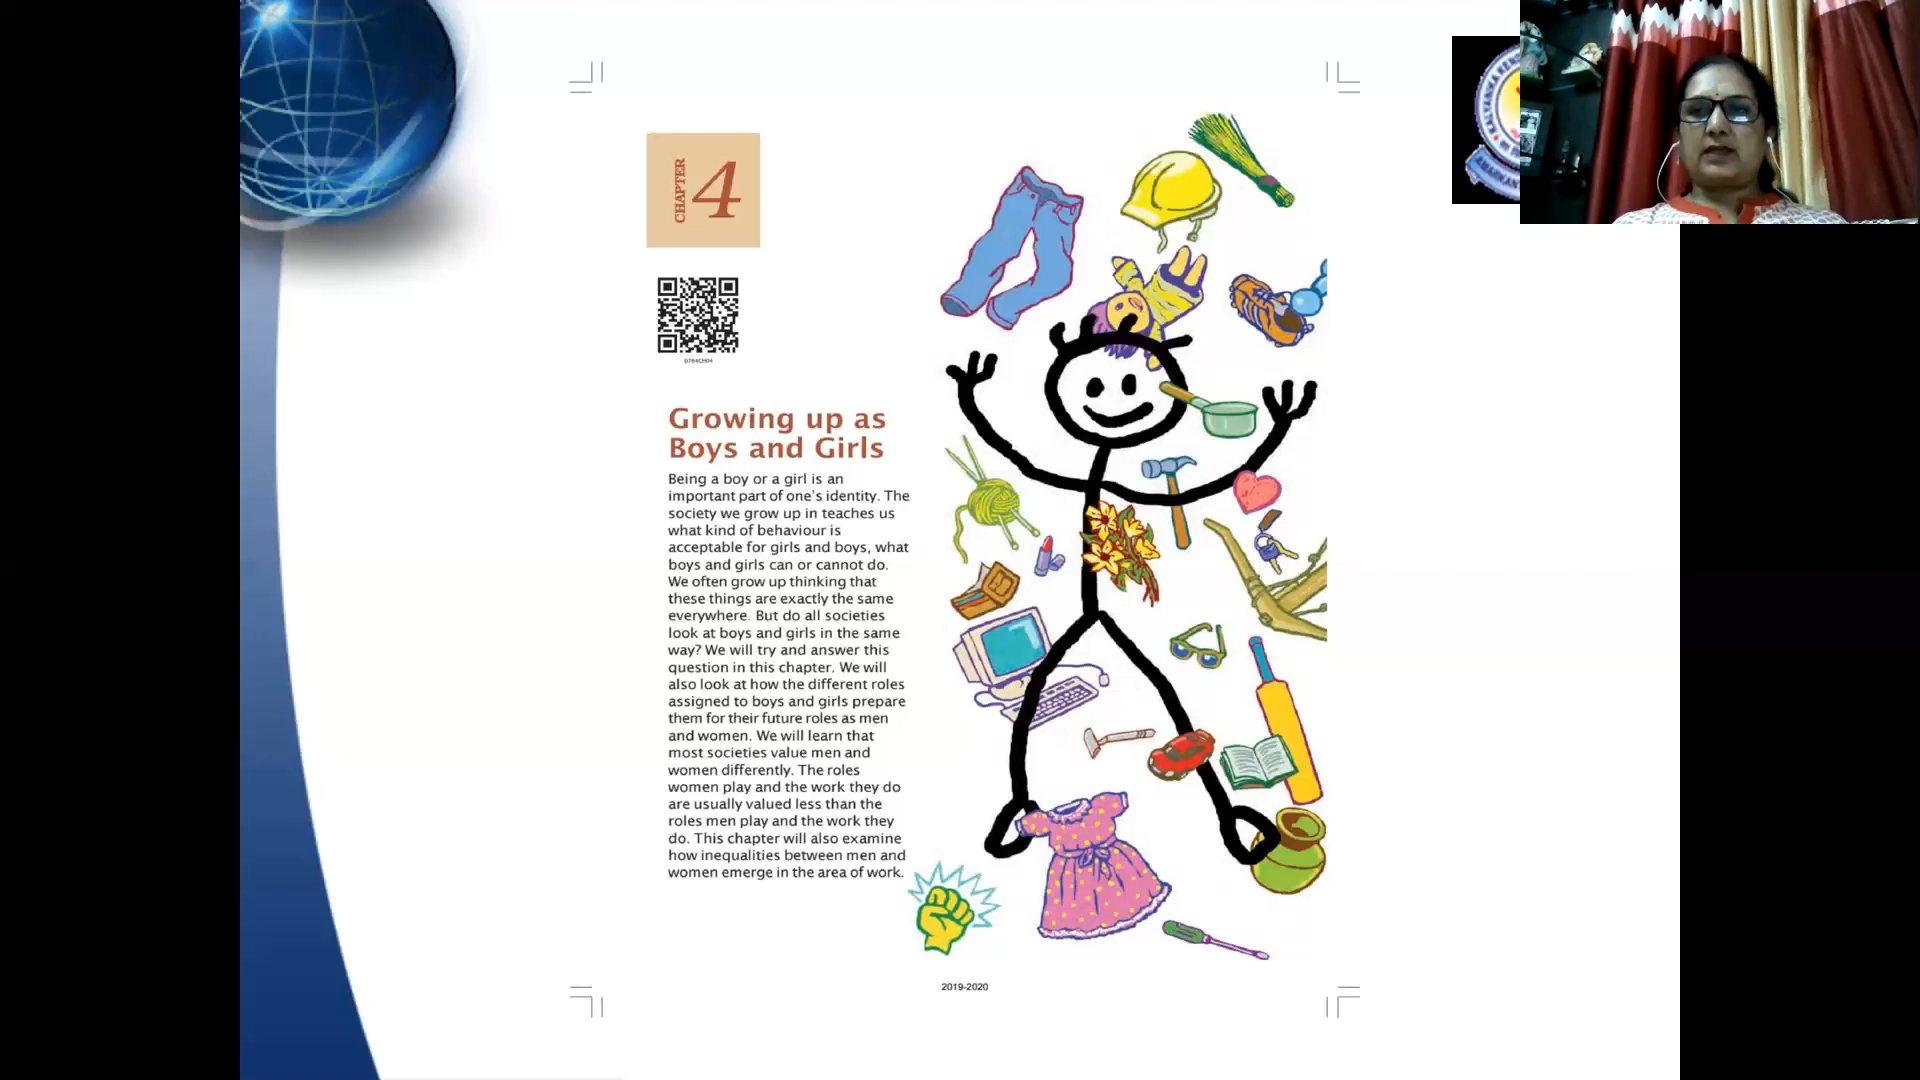 CHAPTER
4
0764CH04
Growing up as
Boys and Girls
Being a boy or a girl is an
important part of one's identity. The
society we grow up in teaches us
what kind of behaviour is
acceptable for girls and boys, what
boys and girls can or cannot do.
We often grow up thinking that
these things are exactly the same
everywhere. But do all societies
look at boys and girls in the same
way? We will try and answer this
question in this chapter. We will
also look at how the different roles
assigned to boys and girls prepare
them for their future roles as men
and women. We will learn that
most societies value men and
women differently. The roles
women play and the work they do
are usually valued less than the
roles men play and the work they
do. This chapter will also examine
how inequalities between men and
women emerge in the area of work.
2019-2020